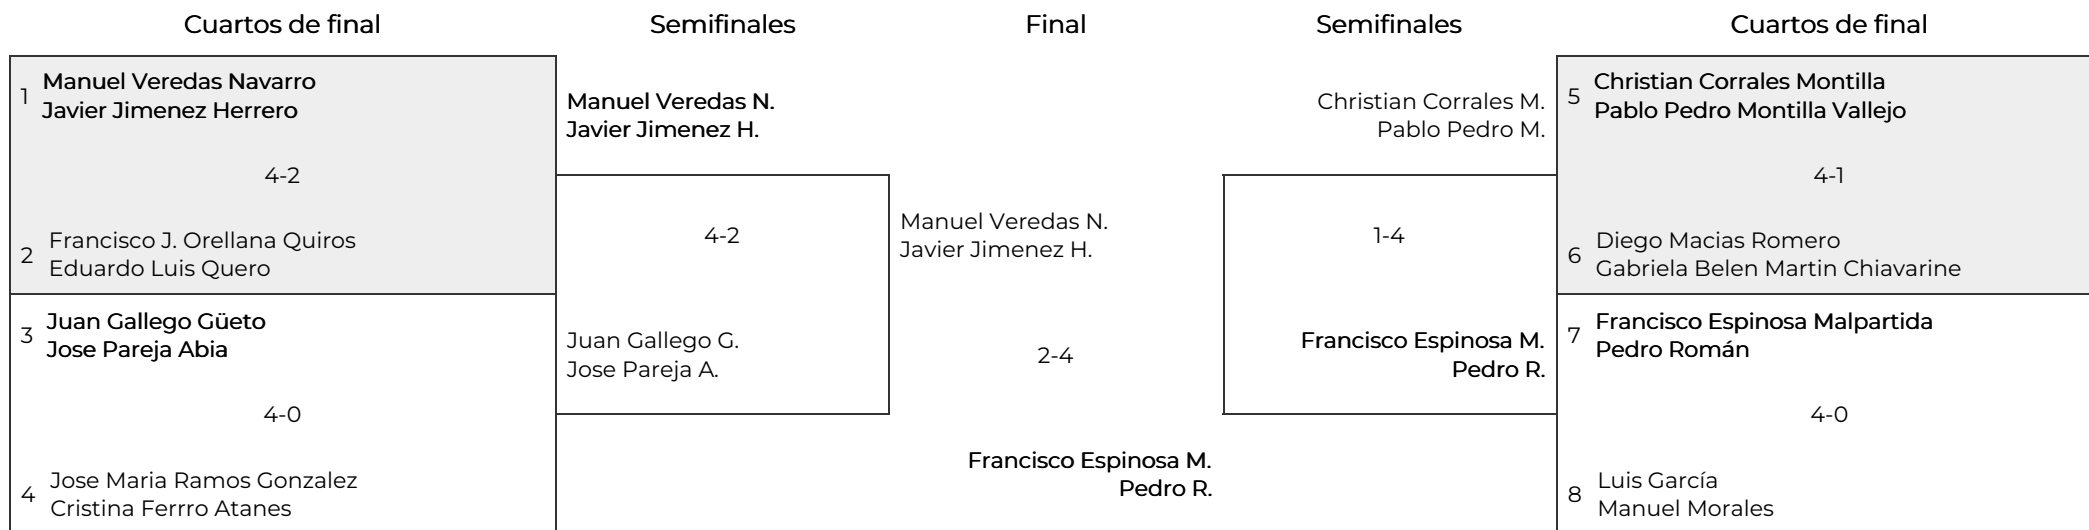 Cuartos de final
Semifinales
Final
Semifinales
Cuartos de final
1
Manuel Veredas Navarro
Javier Jimenez Herrero
4-2
2
Francisco J. Orellana Quiros
Eduardo Luis Quero
3
Juan Gallego Güeto
Jose Pareja Abia
4-0
4
Jose Maria Ramos Gonzalez
Cristina Ferrro Atanes
Manuel Veredas N.
Javier Jimenez H.
4-2
Juan Gallego G.
Jose Pareja A.
Manuel Veredas N.
Javier Jimenez H.
2-4
Francisco Espinosa M.
Pedro R.
Christian Corrales M.
Pablo Pedro M.
1-4
Francisco Espinosa M.
Pedro R.
5
Christian Corrales Montilla
Pablo Pedro Montilla Vallejo
4-1
6
Diego Macias Romero
Gabriela Belen Martin Chiavarine
7
Francisco Espinosa Malpartida
Pedro Román
4-0
8
Luis García
Manuel Morales